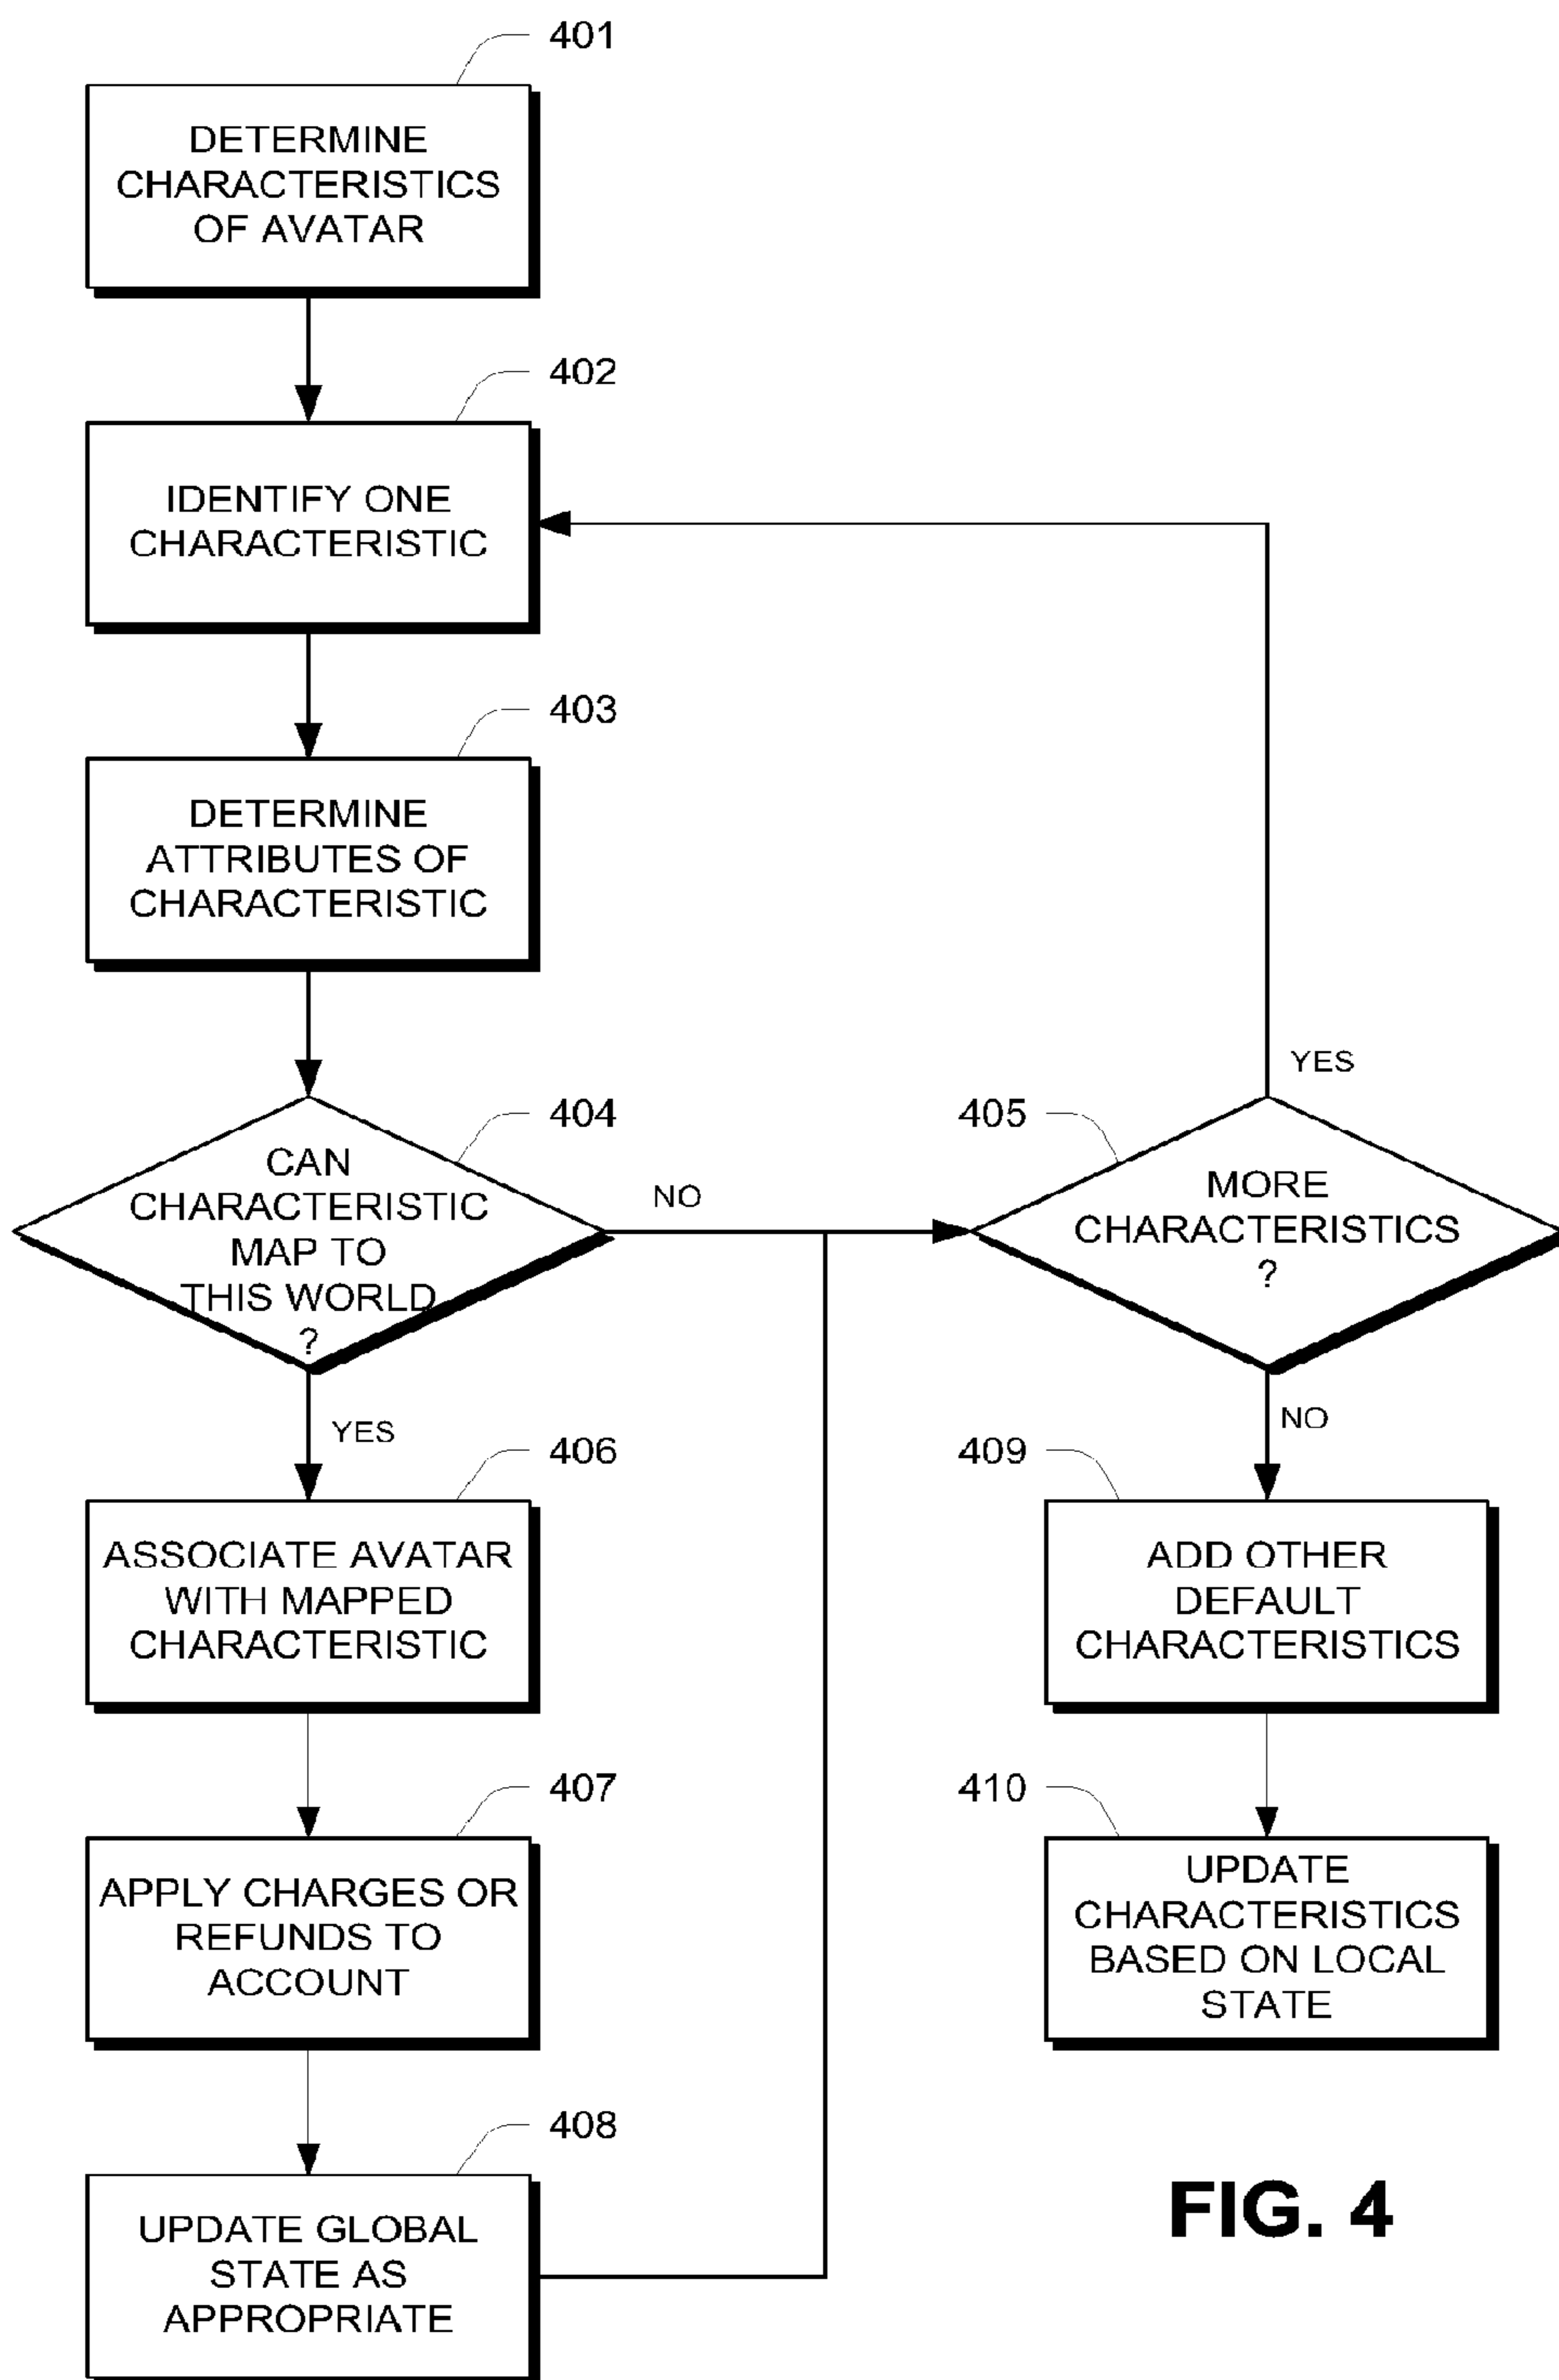 401
DETERMINE
CHARACTERISTICS
OF AVATAR
402
IDENTIFY ONE
CHARACTERISTIC
403
DETERMINE
ATTRIBUTES OF
CHARACTERISTIC
404
CAN
CHARACTERISTIC
MAP TO
THIS WORLD
?
NO
YES
405
MORE
CHARACTERISTICS
?
YES
NO
406
ASSOCIATE AVATAR
WITH MAPPED
CHARACTERISTIC
407
APPLY CHARGES OR
REFUNDS TO
ACCOUNT
408
UPDATE GLOBAL
STATE AS
APPROPRIATE
409
ADD OTHER
DEFAULT
CHARACTERISTICS
410
UPDATE
CHARACTERISTICS
BASED ON LOCAL
STATE
FIG. 4